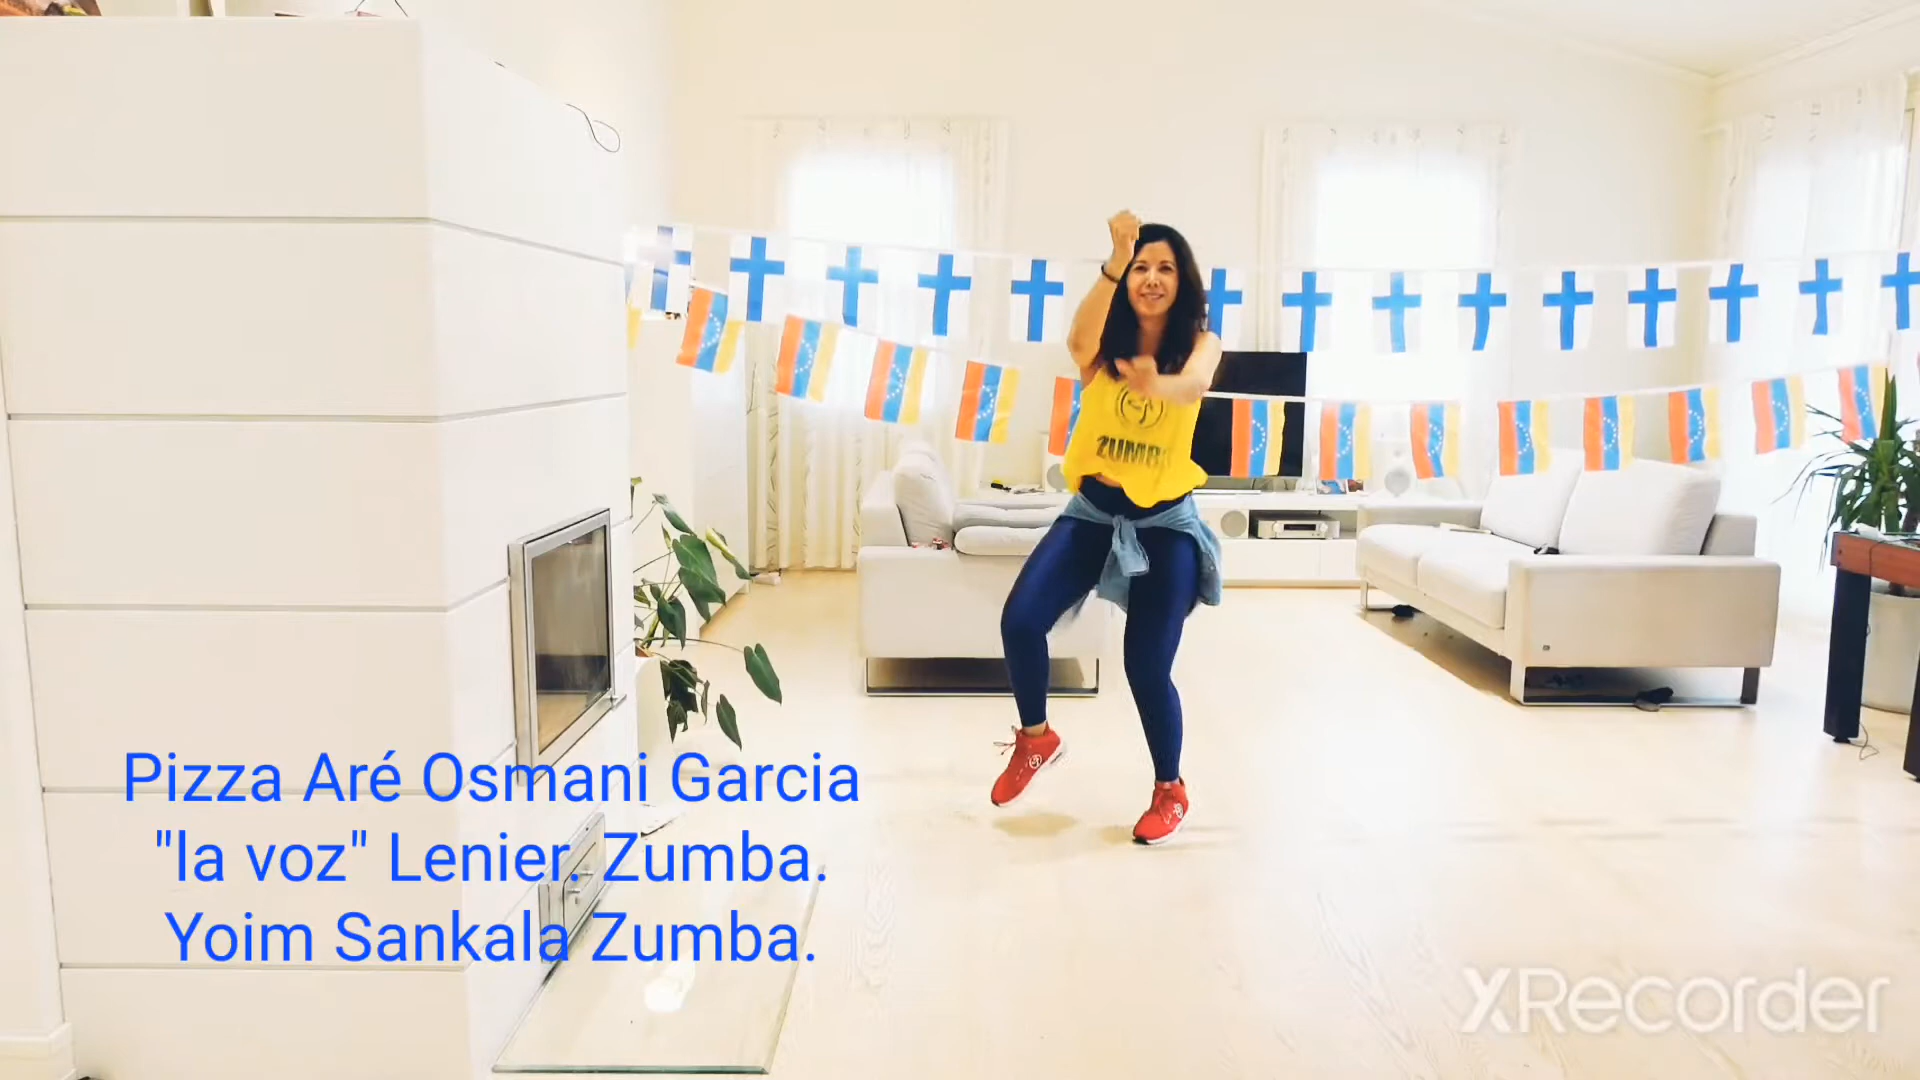 ZUMBA
Pizza Aré Osmani Garcia
"la voz" Lenier. Zumba.
Yoim Sankala Zumba.
XRecorder